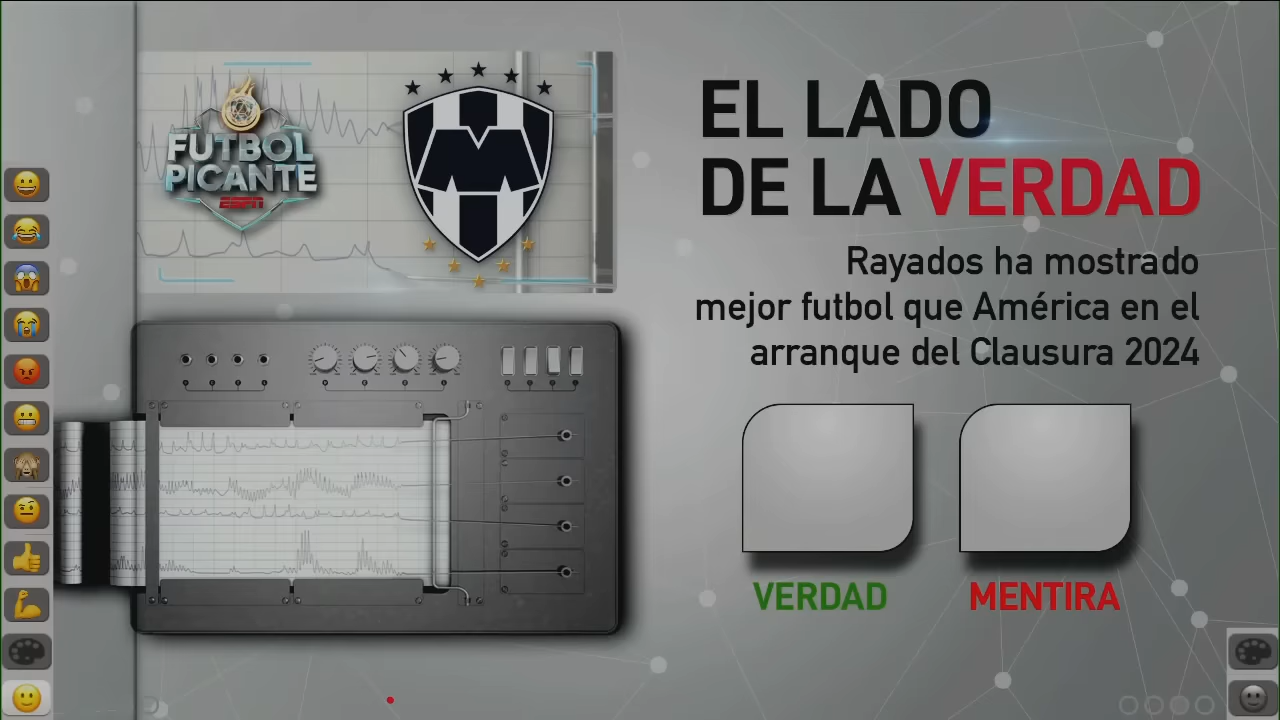 FUTBOL
PICANTE
ESPN
EL LADO
DE LA VERDAD
Rayados ha mostrado
mejor futbol que América en el
arranque del Clausura 2024
VERDAD
MENTIRA